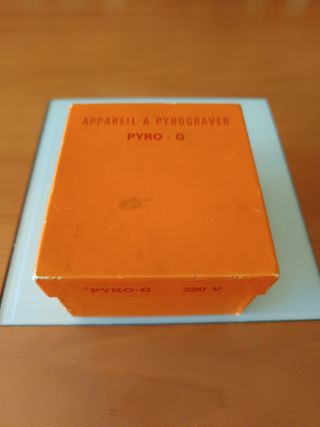 APPAREIL A PYROGRAVER
PYRO - G
PYRO-G 220 V